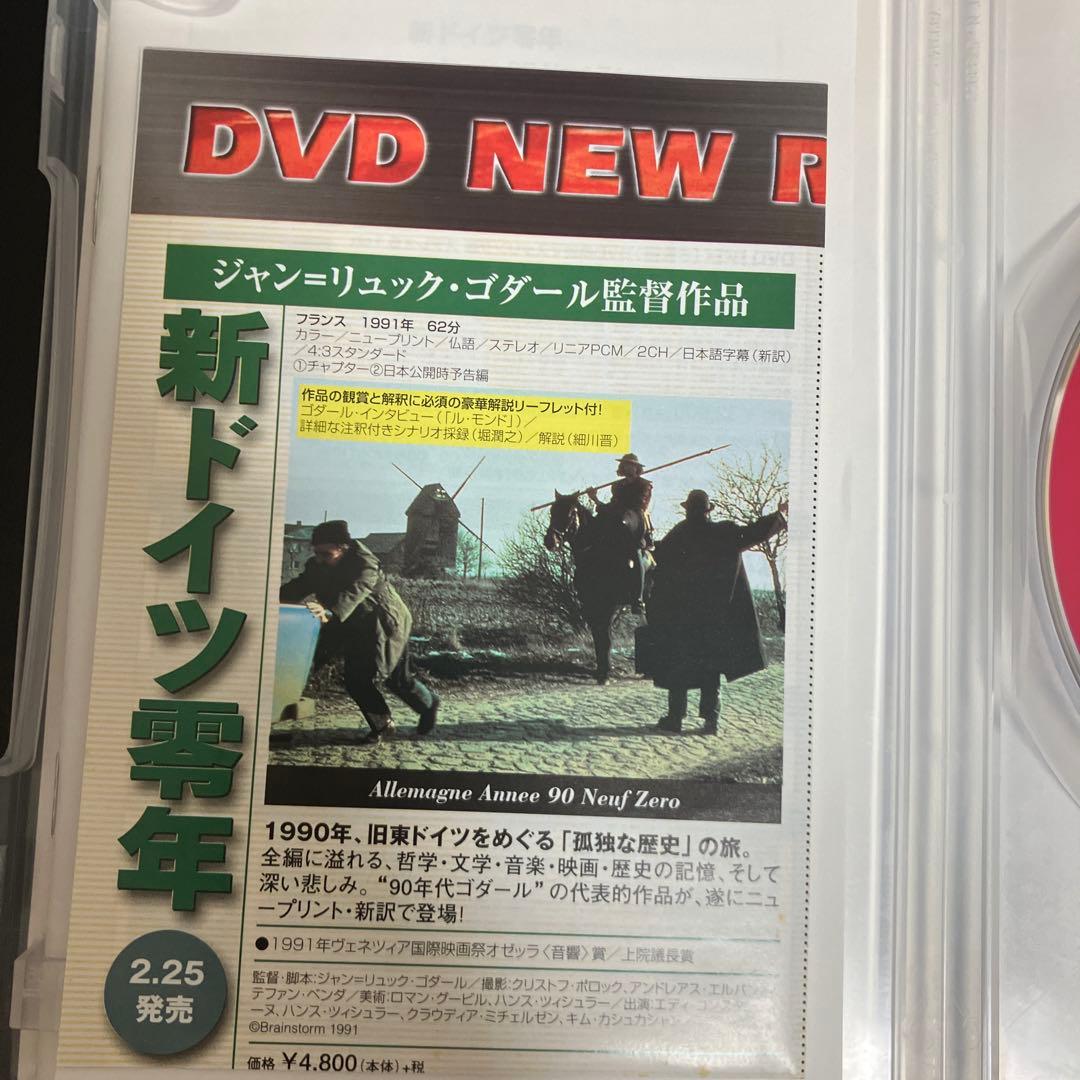 DVD NEW R
ジャン=リュック・ゴダール監督作品
新ドイツ零年
フランス　1991年　62分
カラー／ニュープリント／仏語／ステレオ／リニアPCM／2CH／日本語字幕（新訳）
／4:3スタンダード
①チャプター②日本公開時予告編
作品の観賞と解釈に必須の豪華解説リーフレット付!
ゴダール・インタビュー（「ル・モンド」）／
詳細な注釈付きシナリオ採録（堀潤之）／解説（細川晋）
Allemagne Annee 90 Neuf Zero
1990年、旧東ドイツをめぐる「孤独な歴史」の旅。
全編に溢れる、哲学・文学・音楽・映画・歴史の記憶、そして
深い悲しみ。“90年代ゴダール”の代表的作品が、遂にニュ
ープリント・新訳で登場!
●1991年ヴェネツィア国際映画祭オゼッラ〈音響〉賞／上院議長賞
監督・脚本:ジャン=リュック・ゴダール／撮影:クリストフ・ポロック、アンドレアス・エルバン、
テファン・ベンダ／美術:ロマン・グーピル、ハンス・ツィシュラー／出演:エディ・コンスタ
ーヌ、ハンス・ツィシュラー、クラウディア・ミヒェルゼン、キム・カシュカシャン
©Brainstorm 1991
価格 ¥4,800（本体）+税
2.25
発売